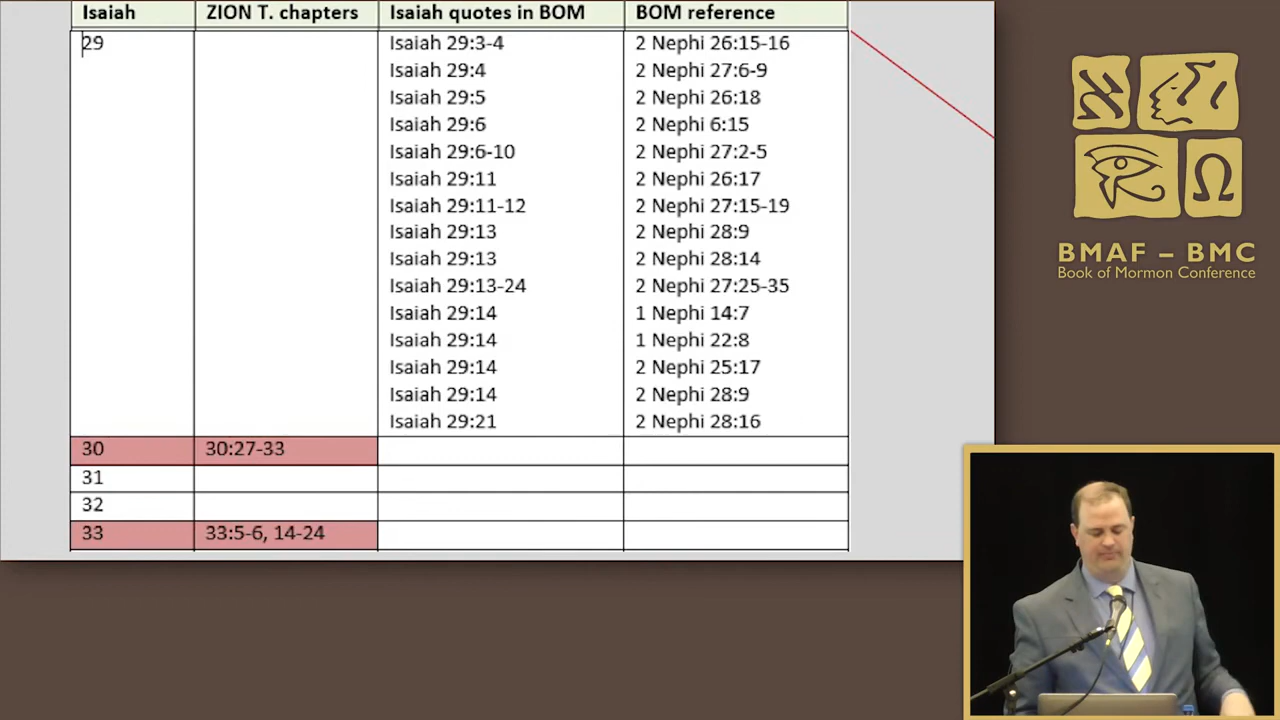 Isaiah ZION T. chapters Isaiah quotes in BOM BOM reference
29 Isaiah 29:3-4 2 Nephi 26:15-16
Isaiah 29:4 2 Nephi 27:6-9
Isaiah 29:5 2 Nephi 26:18
Isaiah 29:6 2 Nephi 6:15
Isaiah 29:6-10 2 Nephi 27:2-5
Isaiah 29:11 2 Nephi 26:17
Isaiah 29:11-12 2 Nephi 27:15-19
Isaiah 29:13 2 Nephi 28:9
Isaiah 29:13 2 Nephi 28:14
Isaiah 29:13-24 2 Nephi 27:25-35
Isaiah 29:14 1 Nephi 14:7
Isaiah 29:14 1 Nephi 22:8
Isaiah 29:14 2 Nephi 25:17
Isaiah 29:14 2 Nephi 28:9
Isaiah 29:21 2 Nephi 28:16
30 30:27-33
31
32
33 33:5-6, 14-24
א
Ω
BMAF – BMC
Book of Mormon Conference